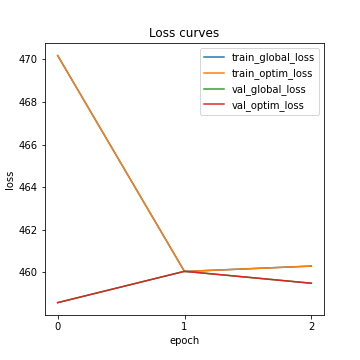 Loss curves
train_global_loss
train_optim_loss
val_global_loss
val_optim_loss
470
468
466
464
462
460
loss
0 1 2
epoch